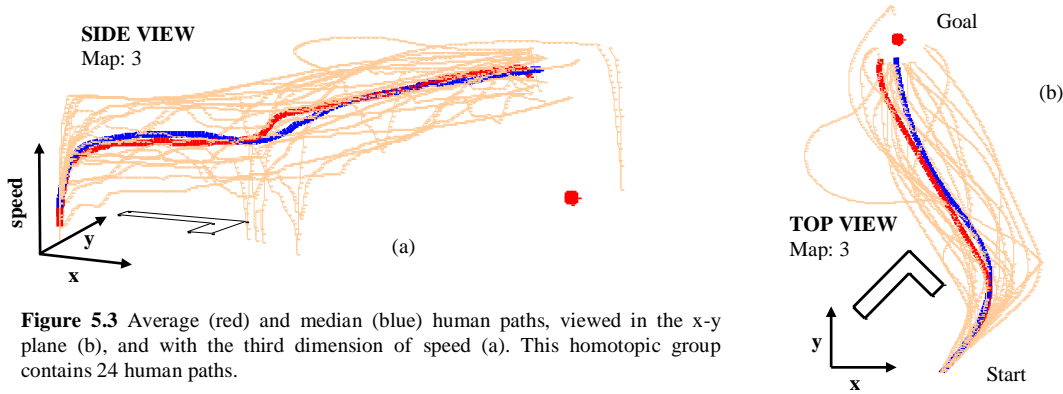 SIDE VIEW
Map: 3
speed
y
x
(a)
Figure 5.3 Average (red) and median (blue) human paths, viewed in the x-y
plane (b), and with the third dimension of speed (a). This homotopic group
contains 24 human paths.
Goal
(b)
TOP VIEW
Map: 3
y
x
Start